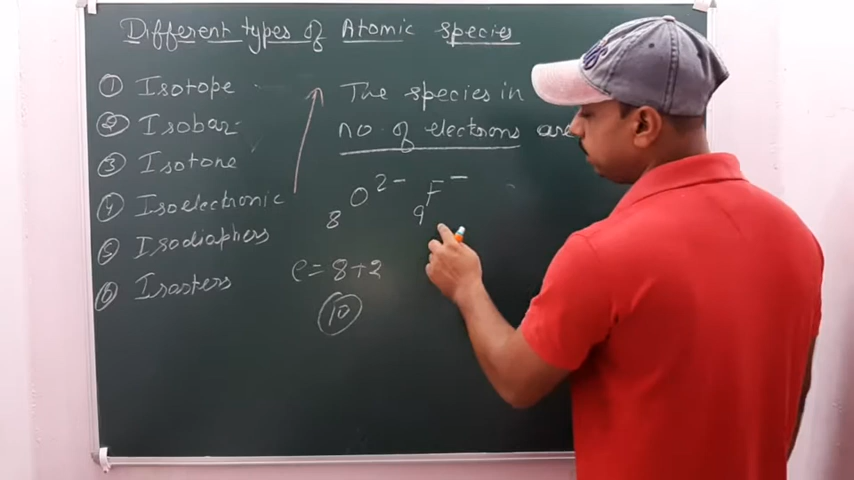 Different types of Atomic species
① Isotope
② Isobar
③ Isotone
④ Isoelectronic
⑤ Isodiaphers
⑥ Isosters
The species in
no of electrons are
₈O²⁻ ₉F⁻
e = 8+2
10